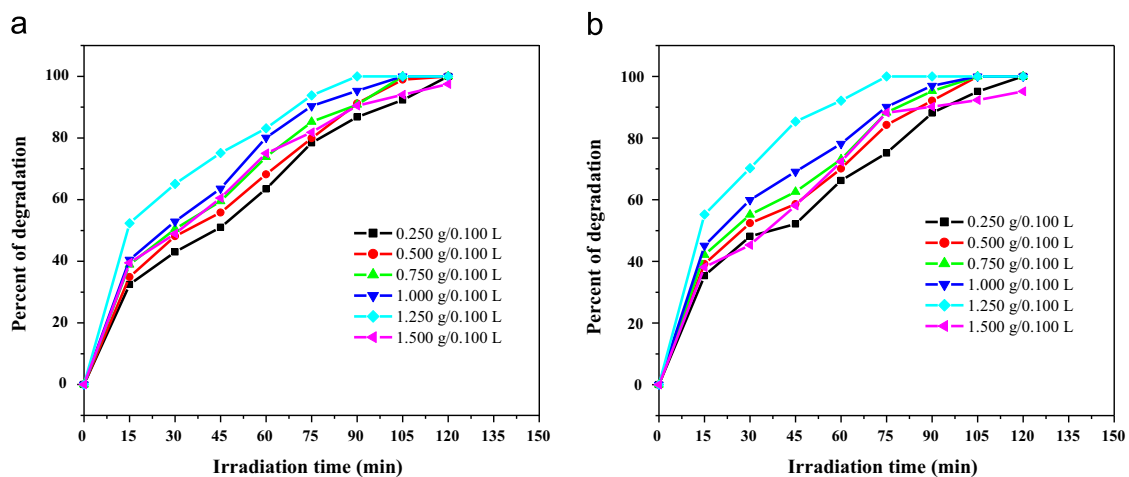 a
Percent of degradation
100
80
60
40
20
0
0 15 30 45 60 75 90 105 120 135 150
Irradiation time (min)
0.250 g/0.100 L
0.500 g/0.100 L
0.750 g/0.100 L
1.000 g/0.100 L
1.250 g/0.100 L
1.500 g/0.100 L
b
Percent of degradation
100
80
60
40
20
0
0 15 30 45 60 75 90 105 120 135 150
Irradiation time (min)
0.250 g/0.100 L
0.500 g/0.100 L
0.750 g/0.100 L
1.000 g/0.100 L
1.250 g/0.100 L
1.500 g/0.100 L